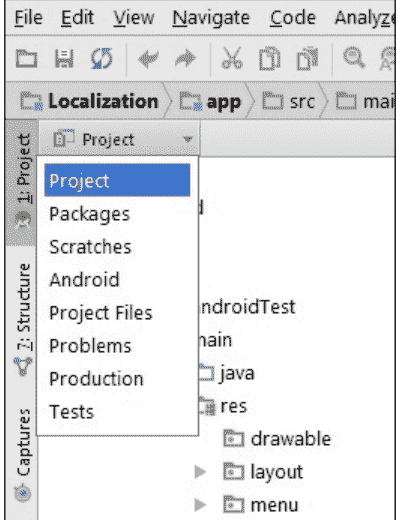 File Edit View Navigate Code Analyze
Localization app src mai
1: Project
Project
Project
Packages
Scratches
Android
Project Files
Problems
Production
Tests
7: Structure
Captures
d
ndroidTest
main
java
res
drawable
layout
menu